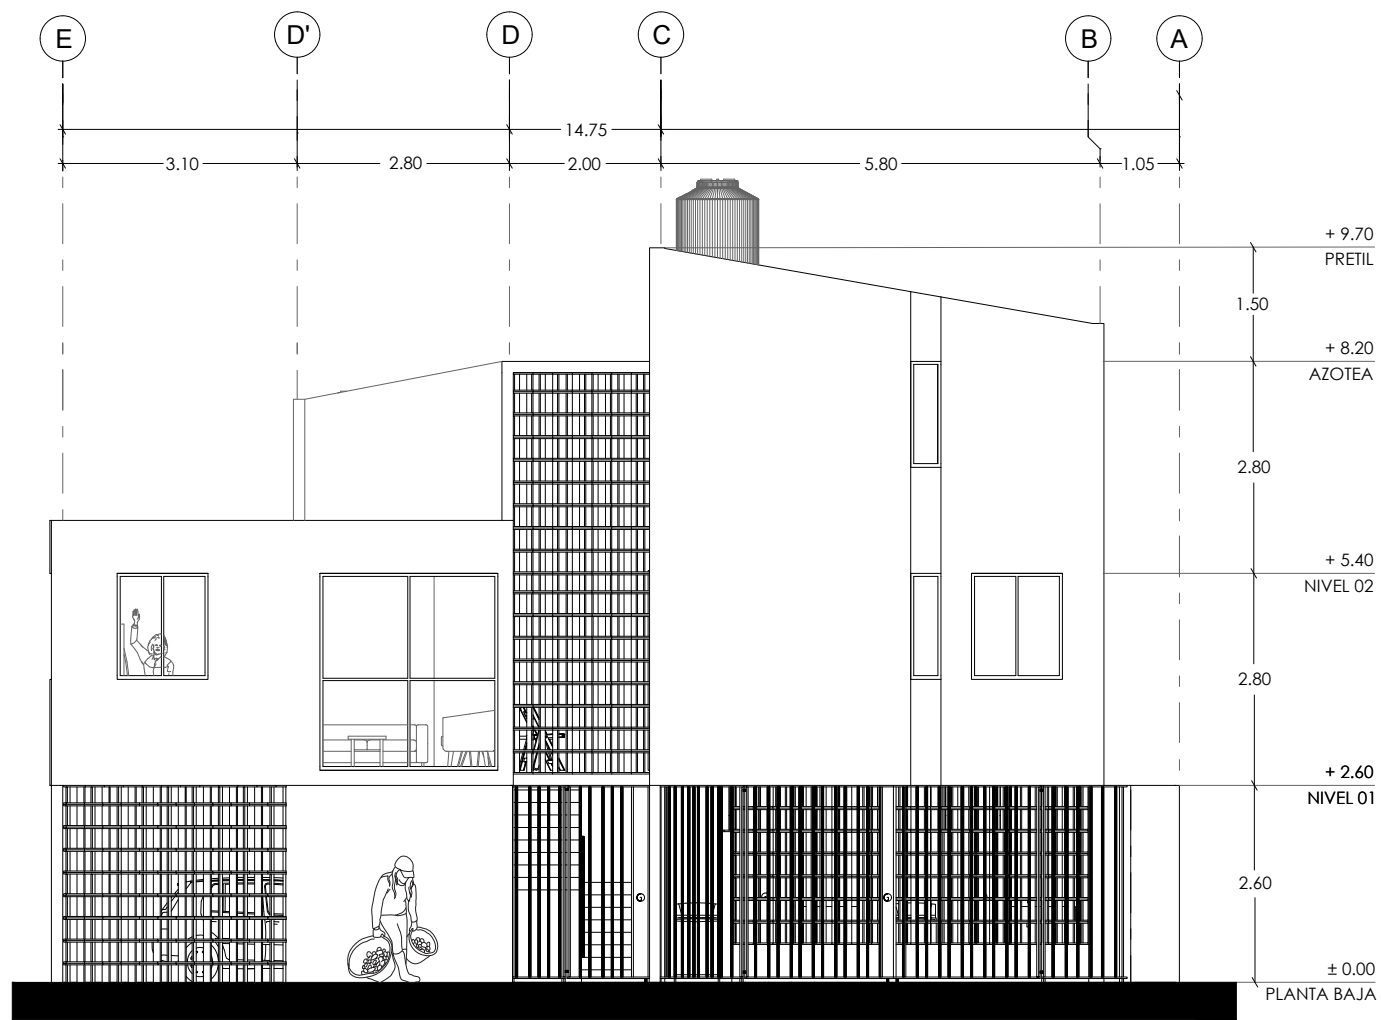 E D' D C B A
14.75
3.10 2.80 2.00 5.80 1.05
+ 9.70
PRETIL
1.50
+ 8.20
AZOTEA
2.80
+ 5.40
NIVEL 02
2.80
+ 2.60
NIVEL 01
2.60
± 0.00
PLANTA BAJA